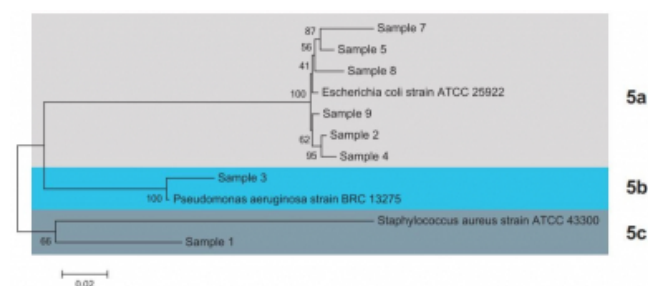 87
Sample 7
56
Sample 5
41
Sample 8
5a
100
Escherichia coli strain ATCC 25922
Sample 9
62
Sample 2
95
Sample 4
Sample 3
5b
100
Pseudomonas aeruginosa strain BRC 13275
Staphylococcus aureus strain ATCC 43300
5c
66
Sample 1
0.02